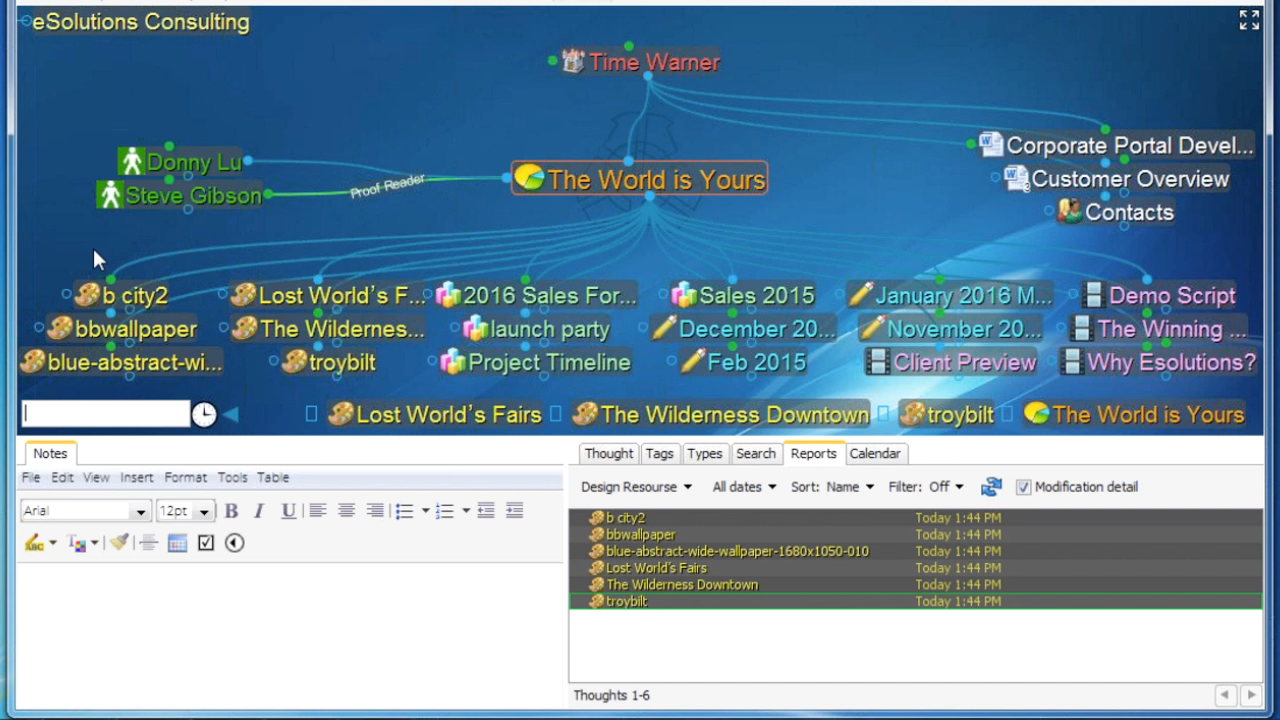 eSolutions Consulting
Time Warner
Corporate Portal Devel...
Donny Lu
Customer Overview
The World is Yours
Proof Reader
Steve Gibson
Contacts
b city2 Lost World's F... 2016 Sales For... Sales 2015 January 2016 M... Demo Script
bbwallpaper The Wildernes... launch party December 20... November 20... The Winning ...
blue-abstract-wi... troybilt Project Timeline Feb 2015 Client Preview Why Esolutions?
Lost World's Fairs The Wilderness Downtown troybilt The World is Yours
Notes
File Edit View Insert Format Tools Table
Arial 12pt B I U
ABC T
Thought Tags Types Search Reports Calendar
Design Resourse All dates Sort: Name Filter: Off Modification detail
b city2 Today 1:44 PM
bbwallpaper Today 1:44 PM
blue-abstract-wide-wallpaper-1680x1050-010 Today 1:44 PM
Lost World's Fairs Today 1:44 PM
The Wilderness Downtown Today 1:44 PM
troybilt Today 1:44 PM
Thoughts 1-6